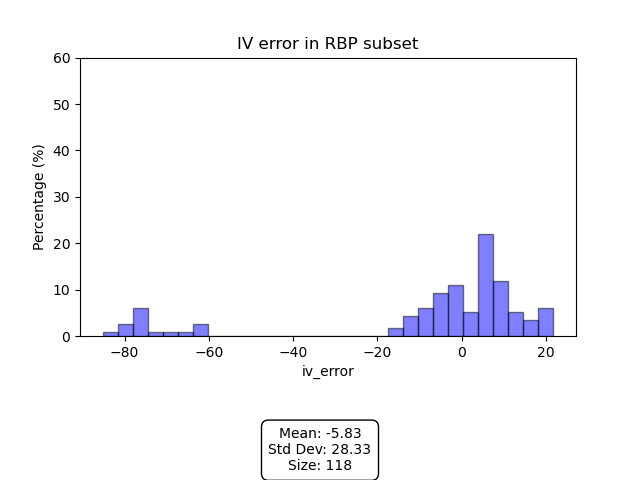 IV error in RBP subset
60
50
40
30
20
10
0
Percentage (%)
−80
−60
−40
−20
0
20
iv_error
Mean: -5.83
Std Dev: 28.33
Size: 118